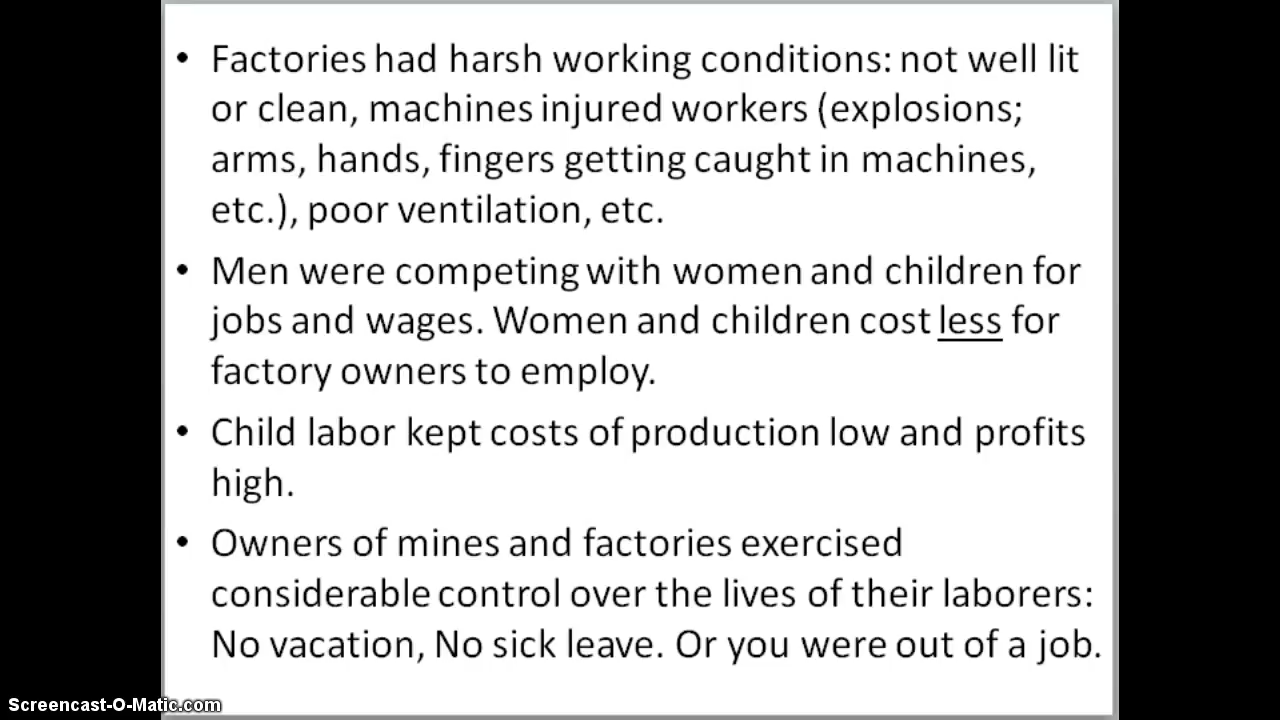 • Factories had harsh working conditions: not well lit
or clean, machines injured workers (explosions;
arms, hands, fingers getting caught in machines,
etc.), poor ventilation, etc.
• Men were competing with women and children for
jobs and wages. Women and children cost less for
factory owners to employ.
• Child labor kept costs of production low and profits
high.
• Owners of mines and factories exercised
considerable control over the lives of their laborers:
No vacation, No sick leave. Or you were out of a job.
Screencast-O-Matic.com